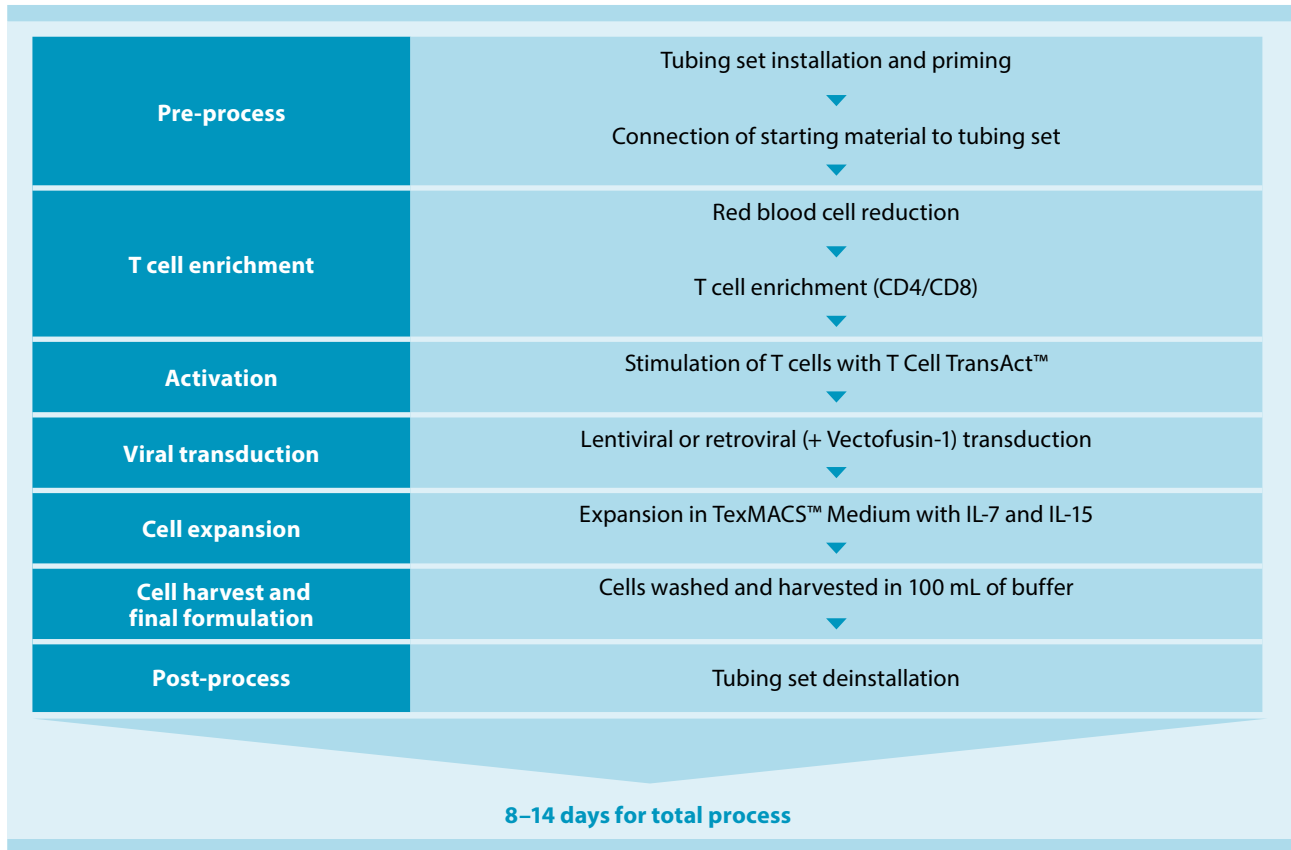 Pre-process
Tubing set installation and priming
Connection of starting material to tubing set
T cell enrichment
Red blood cell reduction
T cell enrichment (CD4/CD8)
Activation
Stimulation of T cells with T Cell TransAct™
Viral transduction
Lentiviral or retroviral (+ Vectofusin-1) transduction
Cell expansion
Expansion in TexMACS™ Medium with IL-7 and IL-15
Cell harvest and
final formulation
Cells washed and harvested in 100 mL of buffer
Post-process
Tubing set deinstallation
8–14 days for total process